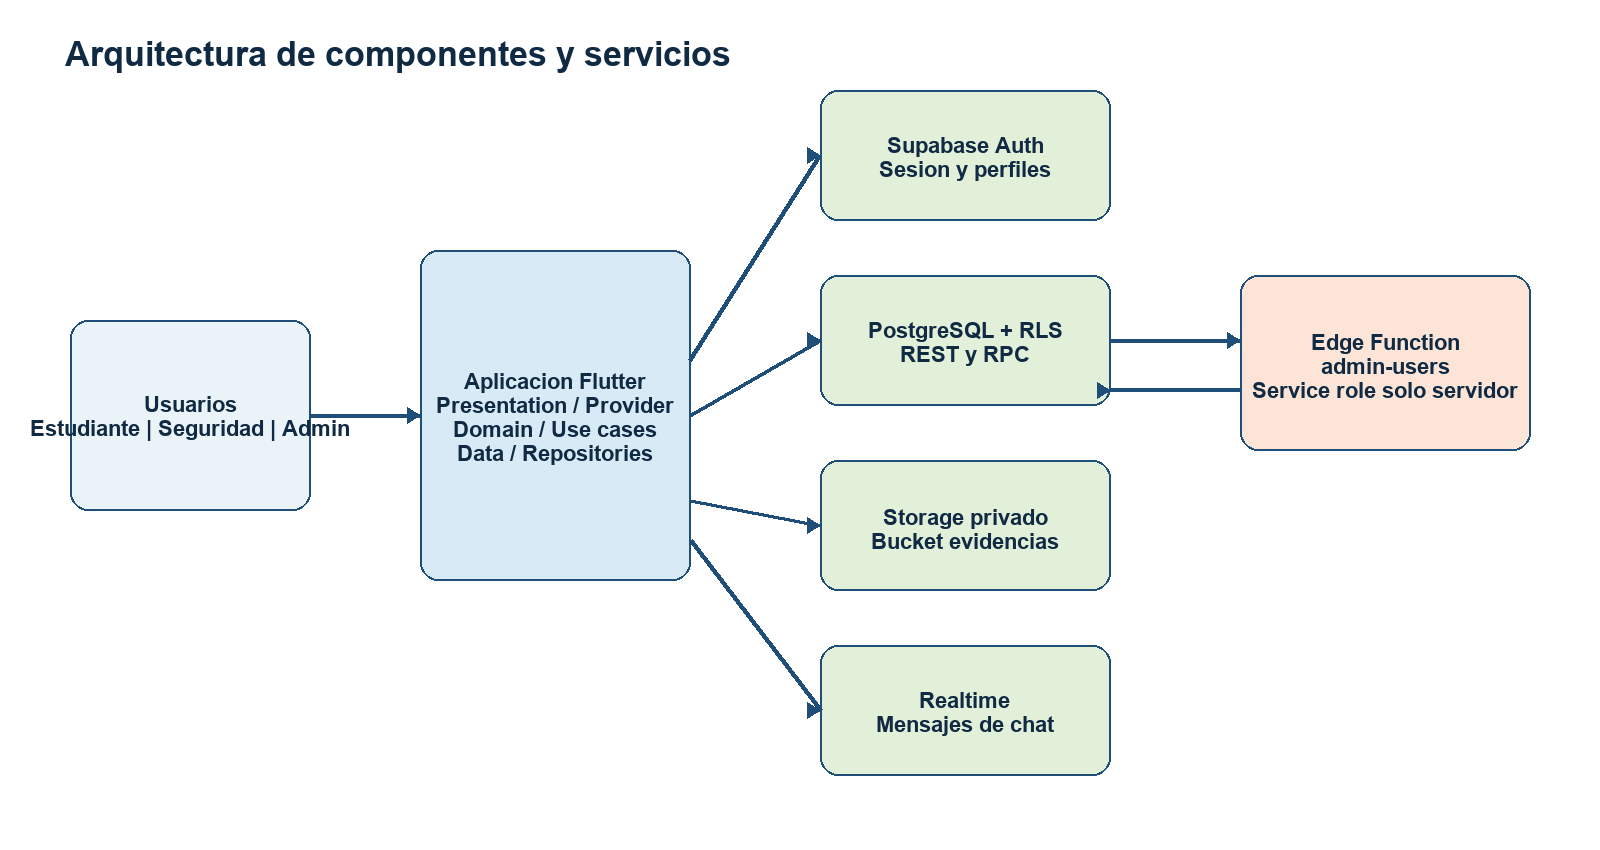 Arquitectura de componentes y servicios
Supabase Auth
Sesion y perfiles
Usuarios
Estudiante | Seguridad | Admin
Aplicacion Flutter
Presentation / Provider
Domain / Use cases
Data / Repositories
PostgreSQL + RLS
REST y RPC
Edge Function
admin-users
Service role solo servidor
Storage privado
Bucket evidencias
Realtime
Mensajes de chat